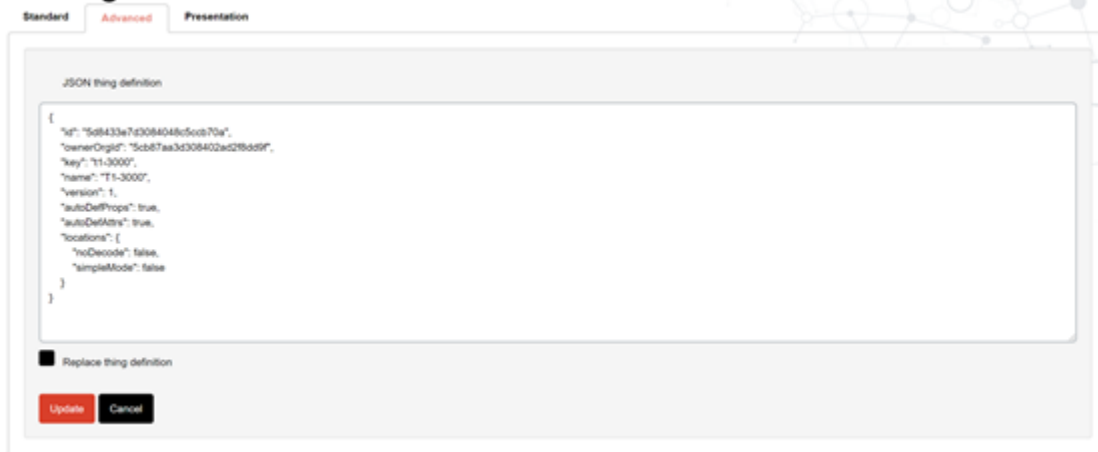 Standard Advanced Presentation
JSON thing definition
{
"id": "5d8433e7d3084048c5ccb70a",
"ownerOrgId": "5cb87aa3d308402ad2f8dd9f",
"key": "t1-3000",
"name": "T1-3000",
"version": 1,
"autoDefProps": true,
"autoDefAttrs": true,
"locations": {
"noDecode": false,
"simpleMode": false
}
}
Replace thing definition
Update Cancel